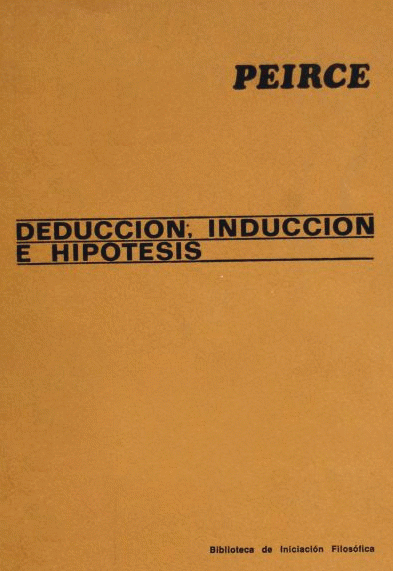 PEIRCE
DEDUCCION, INDUCCION
E HIPOTESIS
Biblioteca de Iniciación Filosófica